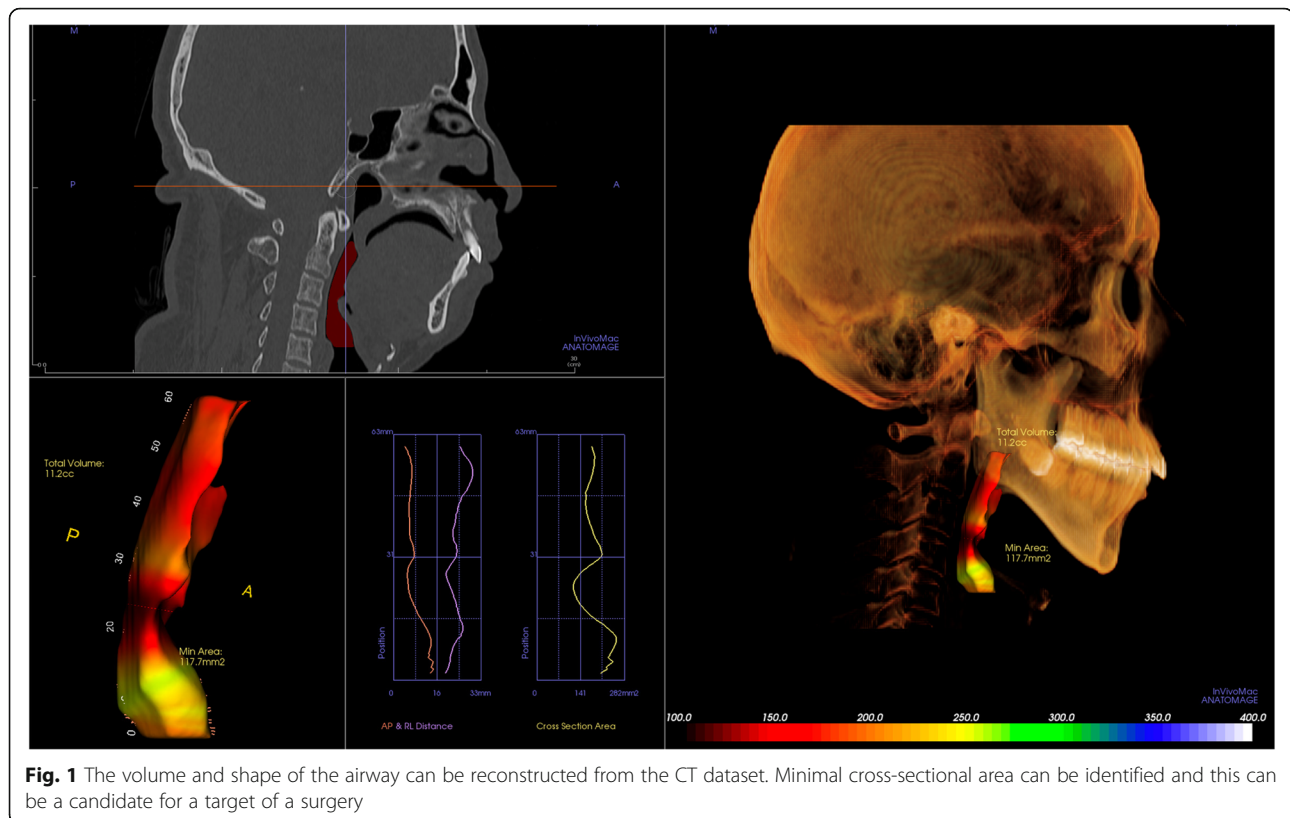 M
P
A
InVivoMac
ANATOMAGE
0 0
30
(cm)
60
50
40
30
20
0
Total Volume:
11.2cc
P
A
Min Area:
117.7mm2
63mm
31
Position
0
16
33mm
AP & RL Distance
63mm
31
Position
0
141
282mm2
Cross Section Area
M
Total Volume:
11.2cc
Min Area:
117.7mm2
InVivoMac
ANATOMAGE
100.0 150.0 200.0 250.0 300.0 350.0 400.0
Fig. 1 The volume and shape of the airway can be reconstructed from the CT dataset. Minimal cross-sectional area can be identified and this can
be a candidate for a target of a surgery